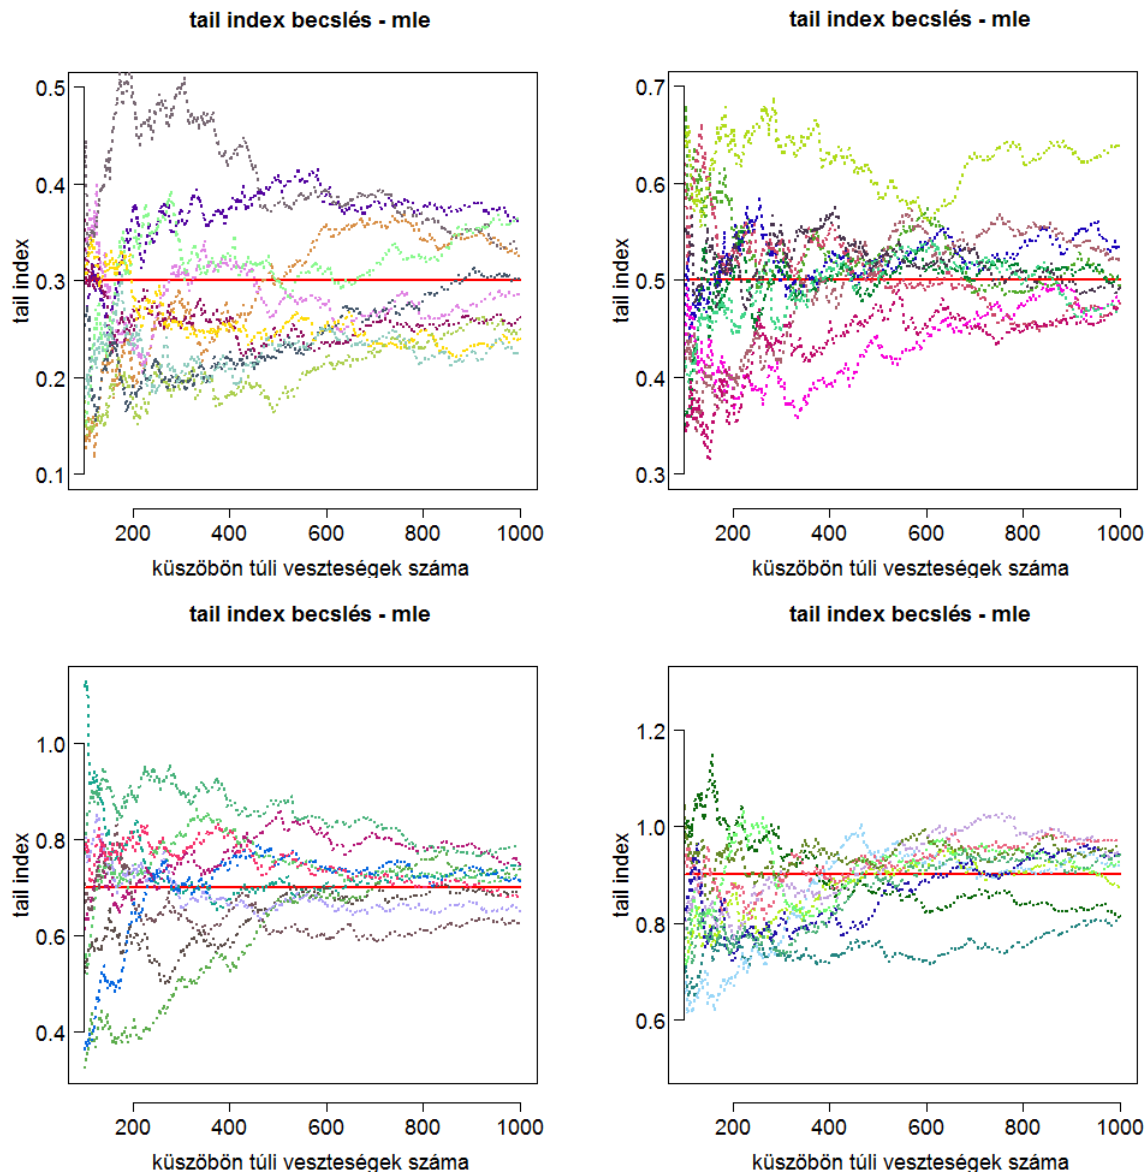 tail index becslés - mle
tail index
0.5
0.4
0.3
0.2
0.1
200 400 600 800 1000
küszöbön túli veszteségek száma
tail index becslés - mle
tail index
0.7
0.6
0.5
0.4
0.3
200 400 600 800 1000
küszöbön túli veszteségek száma
tail index becslés - mle
tail index
1.0
0.8
0.6
0.4
200 400 600 800 1000
küszöbön túli veszteségek száma
tail index becslés - mle
tail index
1.2
1.0
0.8
0.6
200 400 600 800 1000
küszöbön túli veszteségek száma